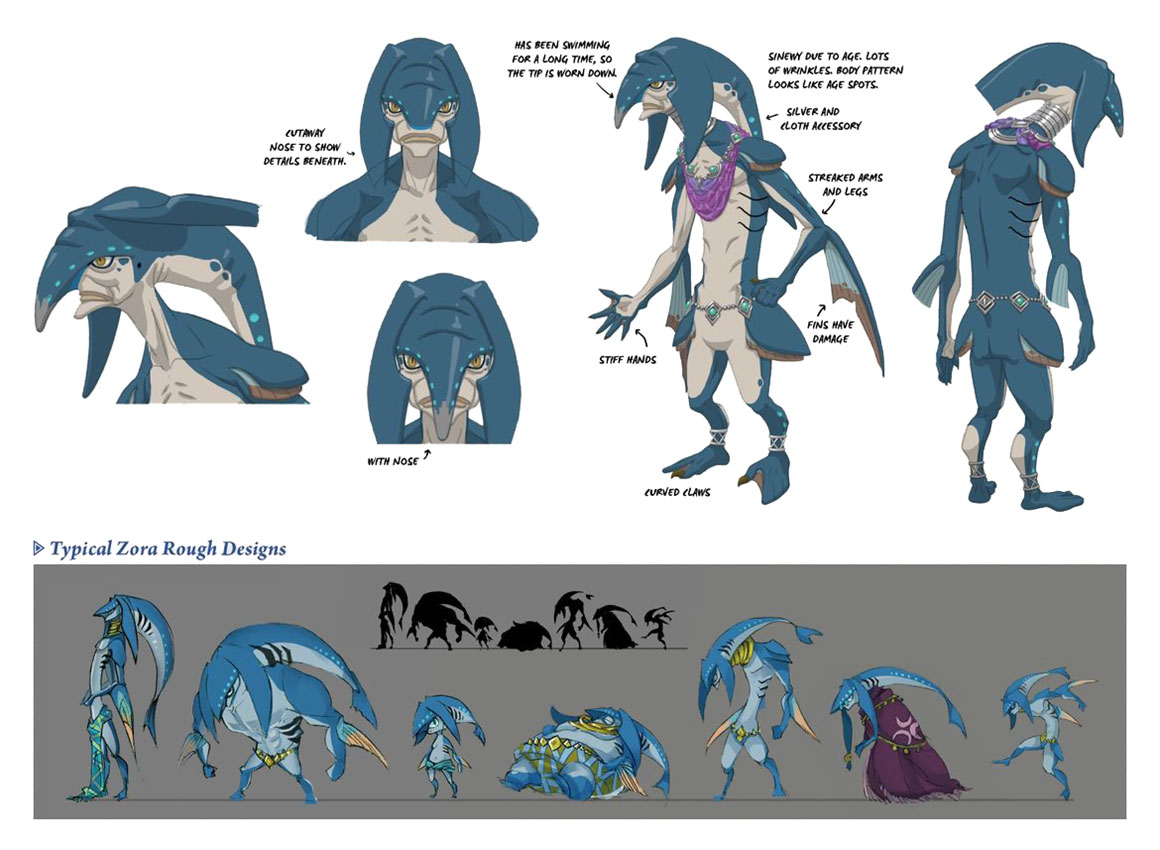 HAS BEEN SWIMMING
FOR A LONG TIME, SO
THE TIP IS WORN DOWN.
SINEWY DUE TO AGE. LOTS
OF WRINKLES. BODY PATTERN
LOOKS LIKE AGE SPOTS.
SILVER AND
CLOTH ACCESSORY
CUTAWAY
NOSE TO SHOW
DETAILS BENEATH.
STREAKED ARMS
AND LEGS
FINS HAVE
DAMAGE
STIFF HANDS
WITH NOSE
CURVED CLAWS
Typical Zora Rough Designs